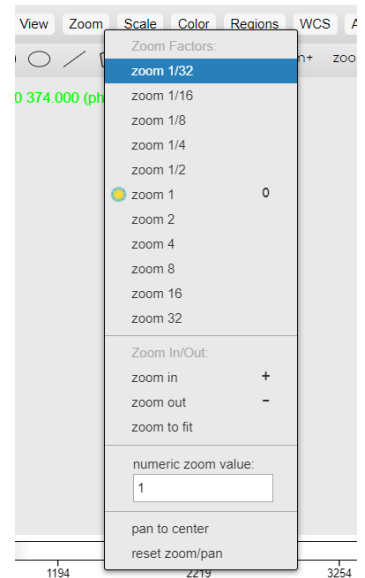 View Zoom Scale Color Regions WCS
0 374.000 (ph
Zoom Factors:
zoom 1/32
zoom 1/16
zoom 1/8
zoom 1/4
zoom 1/2
zoom 1 0
zoom 2
zoom 4
zoom 8
zoom 16
zoom 32
Zoom In/Out:
zoom in +
zoom out -
zoom to fit
numeric zoom value:
1
pan to center
reset zoom/pan
1194 2219 3254